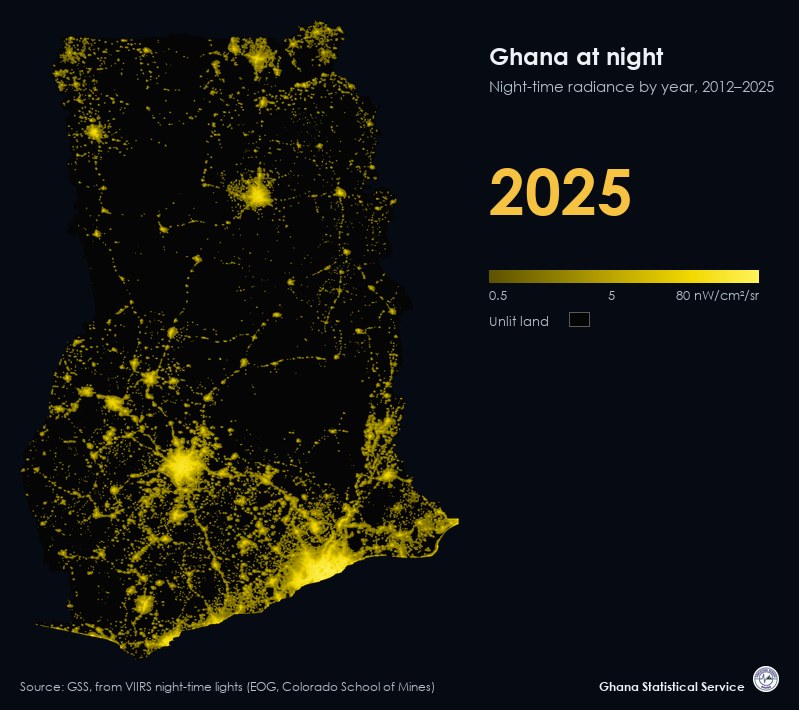 Ghana at night
Night-time radiance by year, 2012–2025
2025
0.5 5 80 nW/cm²/sr
Unlit land
Source: GSS, from VIIRS night-time lights (EOG, Colorado School of Mines)
Ghana Statistical Service